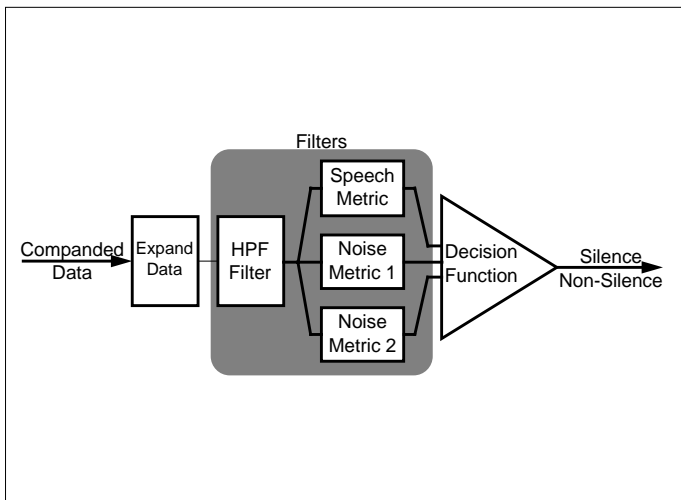 Filters
Companded
Data
Expand
Data
HPF
Filter
Speech
Metric
Noise
Metric 1
Noise
Metric 2
Decision
Function
Silence
Non-Silence